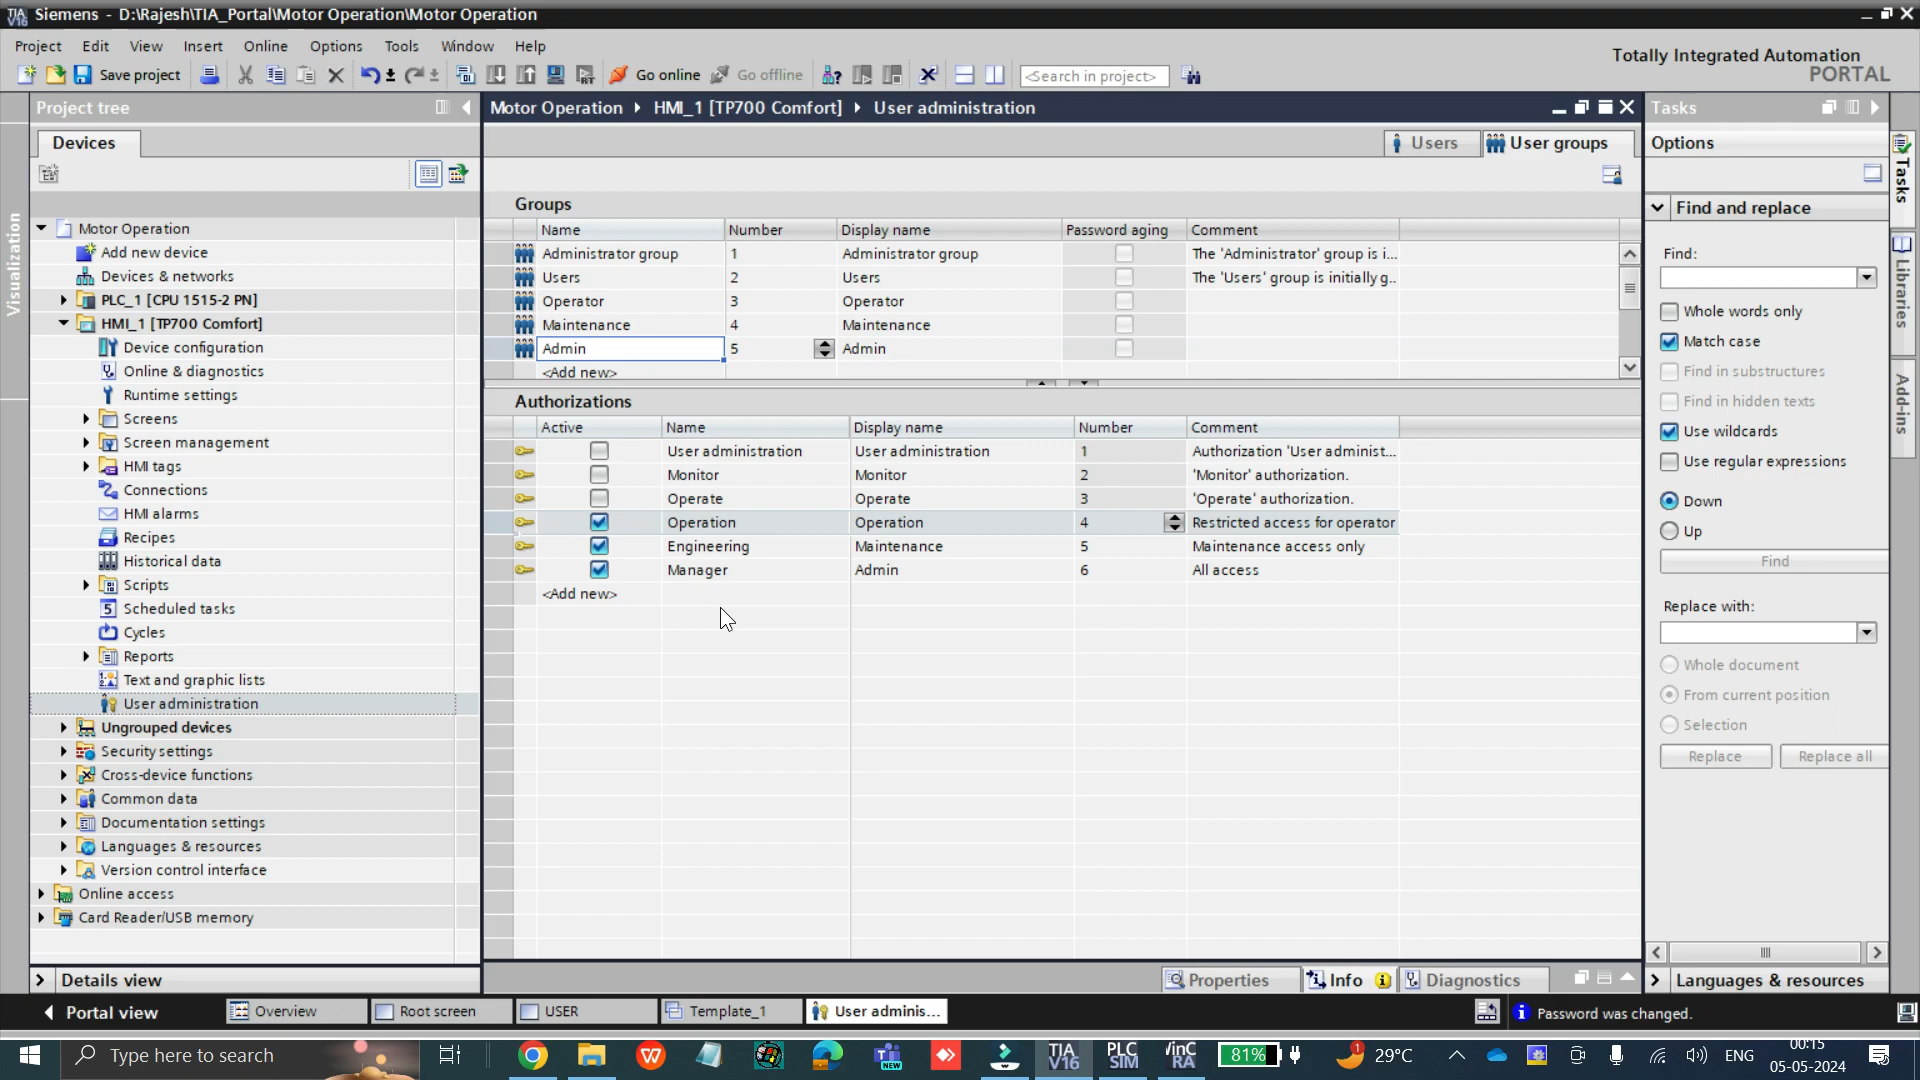 Siemens - D:\Rajesh\TIA_Portal\Motor Operation\Motor Operation
Project Edit View Insert Online Options Tools Window Help
Totally Integrated Automation
PORTAL
Save project
Go online
Go offline
<Search in project>
Project tree
Devices
Visualization
Motor Operation
Add new device
Devices & networks
PLC_1 [CPU 1515-2 PN]
HMI_1 [TP700 Comfort]
Device configuration
Online & diagnostics
Runtime settings
Screens
Screen management
HMI tags
Connections
HMI alarms
Recipes
Historical data
Scripts
Scheduled tasks
Cycles
Reports
Text and graphic lists
User administration
Ungrouped devices
Security settings
Cross-device functions
Common data
Documentation settings
Languages & resources
Version control interface
Online access
Card Reader/USB memory
Details view
Motor Operation HMI_1 [TP700 Comfort] User administration
Users User groups
Groups
Name Number Display name Password aging Comment
Administrator group 1 Administrator group The 'Administrator' group is i...
Users 2 Users The 'Users' group is initially g..
Operator 3 Operator
Maintenance 4 Maintenance
Admin 5 Admin
<Add new>
Authorizations
Active Name Display name Number Comment
User administration User administration 1 Authorization 'User administ...
Monitor Monitor 2 'Monitor' authorization.
Operate Operate 3 'Operate' authorization.
Operation Operation 4 Restricted access for operator
Engineering Maintenance 5 Maintenance access only
Manager Admin 6 All access
<Add new>
Properties Info Diagnostics
Tasks
Options
Find and replace
Find:
Whole words only
Match case
Find in substructures
Find in hidden texts
Use wildcards
Use regular expressions
Down
Up
Find
Replace with:
Whole document
From current position
Selection
Replace Replace all
Languages & resources
Tasks
Libraries
Add-ins
Portal view
Overview
Root screen
USER
Template_1
User adminis...
Password was changed.
Type here to search
NEW
TIA V16
PLC SIM
WinC RA
81%
29°C
ENG
00:15
05-05-2024